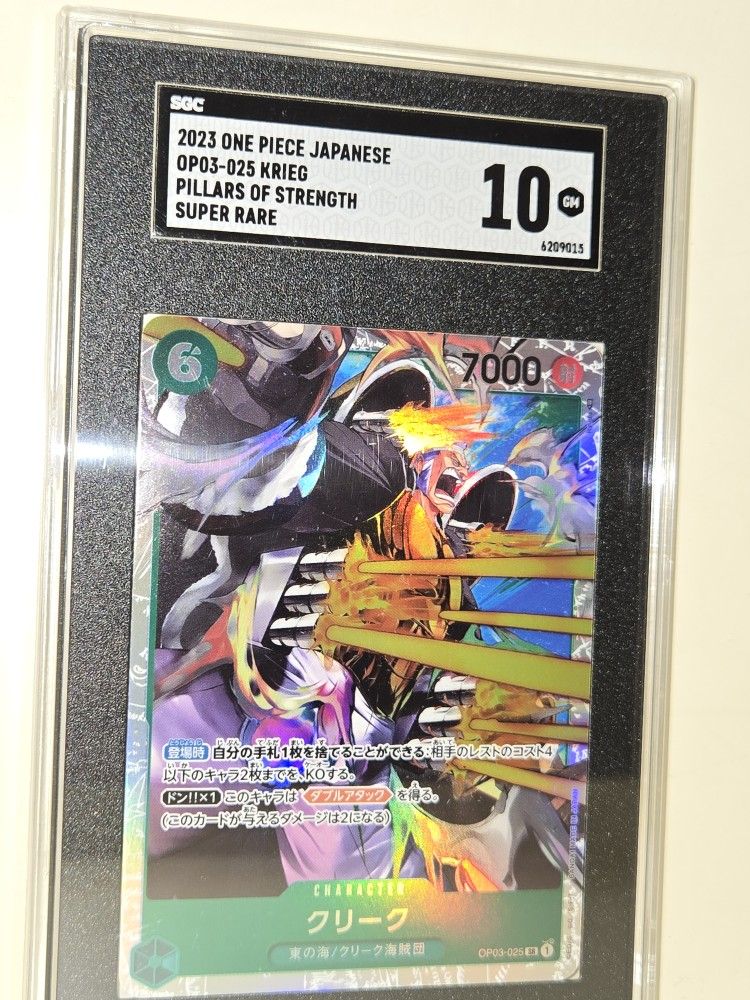 SGC
2023 ONE PIECE JAPANESE
OP03-025 KRIEG
PILLARS OF STRENGTH
SUPER RARE
10
GM
6209015
6
7000
登場時 自分の手札1枚を捨てることができる:相手のレストのコスト4
以下のキャラ2枚までを、KOする。
ドン!!×1 このキャラは ダブルアタック を得る。
(このカードが与えるダメージは2になる)
CHARACTER
クリーク
東の海/クリーク海賊団
OP03-025 SR 1